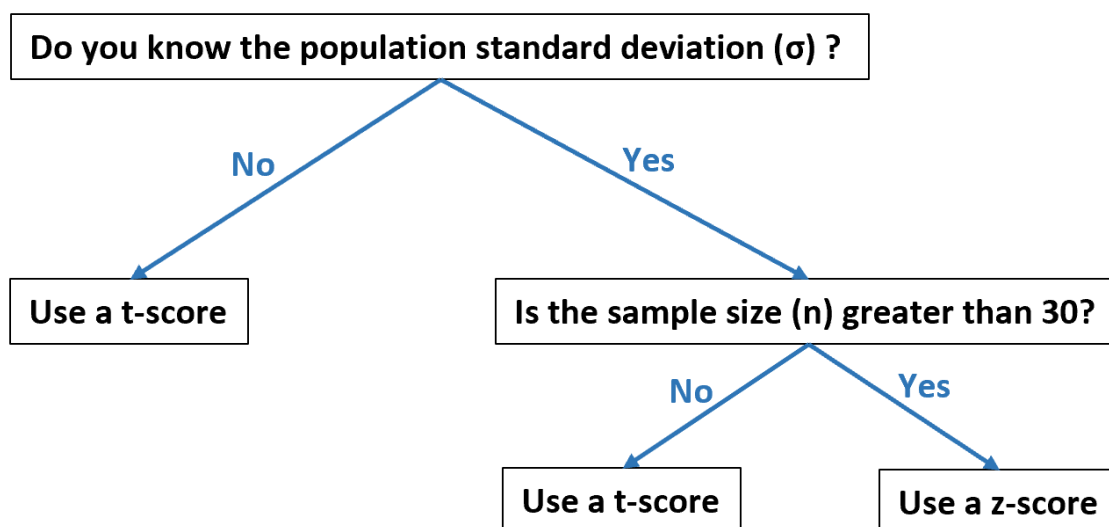 Do you know the population standard deviation (σ) ?
No
Yes
Use a t-score
Is the sample size (n) greater than 30?
No
Yes
Use a t-score
Use a z-score